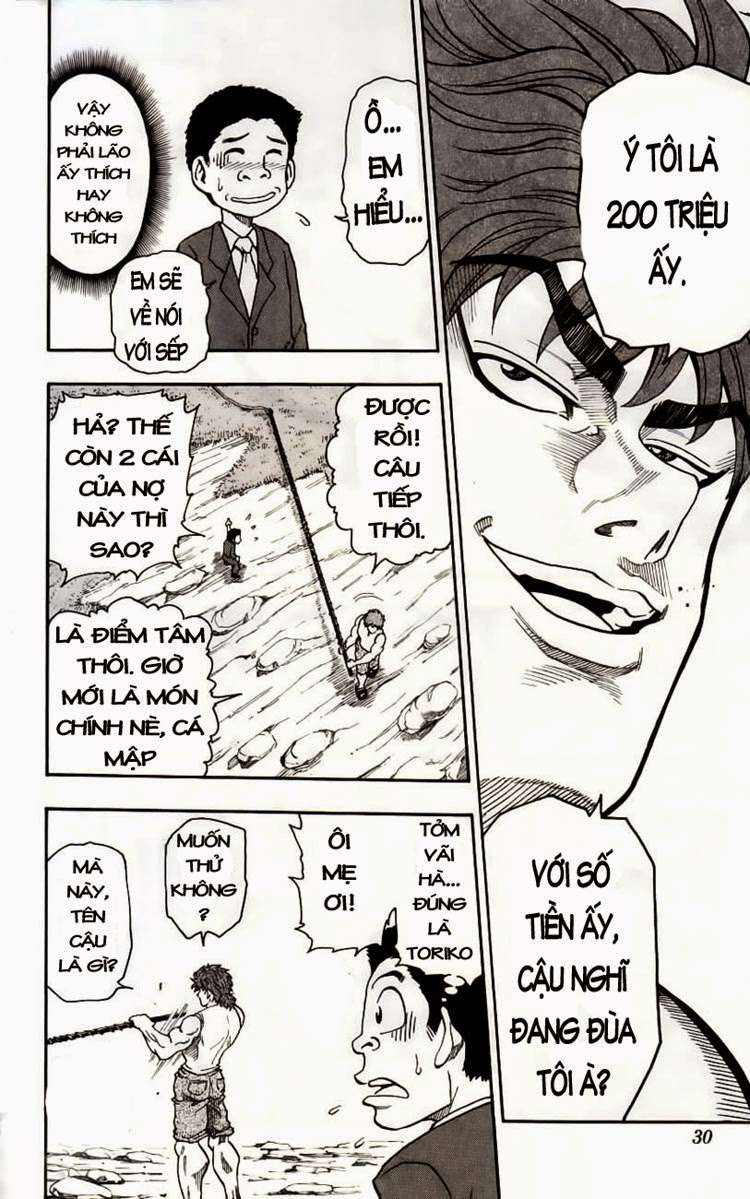 Ý TÔI LÀ
200 TRIỆU
ẤY.
VỚI SỐ
TIỀN ẤY,
CẬU NGHĨ
ĐANG ĐÙA
TÔI À?
Ồ...
EM
HIỂU...
VẬY
KHÔNG
PHẢI LÃO
ẤY THÍCH
HAY
KHÔNG
THÍCH
EM SẼ
VỀ NÓI
VỚI SẾP
ĐƯỢC
RỒI!
CÂU
TIẾP
THÔI.
HẢ? THẾ
CÒN 2 CÁI
CỦA NỢ
NÀY THÌ
SAO?
LÀ ĐIỂM TÂM
THÔI. GIỜ
MỚI LÀ MÓN
CHÍNH NÈ, CÁ
MẬP
TỞM
VÃI
HÀ...
ĐÚNG
LÀ
TORIKO
ÔI
MẸ
ƠI!
MUỐN
THỬ
KHÔNG
?
MÀ
NÀY,
TÊN
CẬU
LÀ GÌ?
30